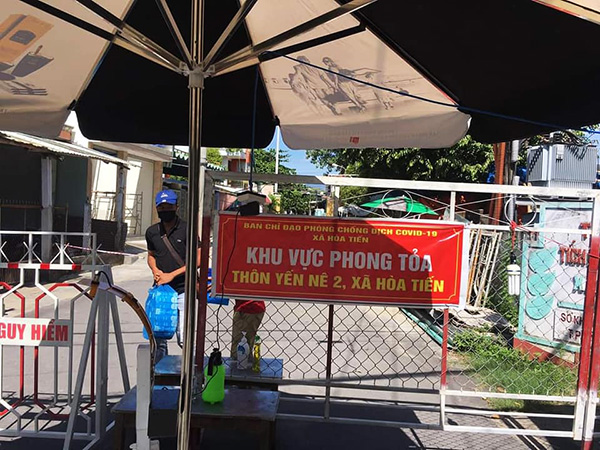 BAN CHỈ ĐẠO PHÒNG CHỐNG DỊCH COVID-19
XÃ HÒA TIẾN
KHU VỰC PHONG TỎA
THÔN YẾN NÊ 2, XÃ HÒA TIẾN
GUY HIỂM